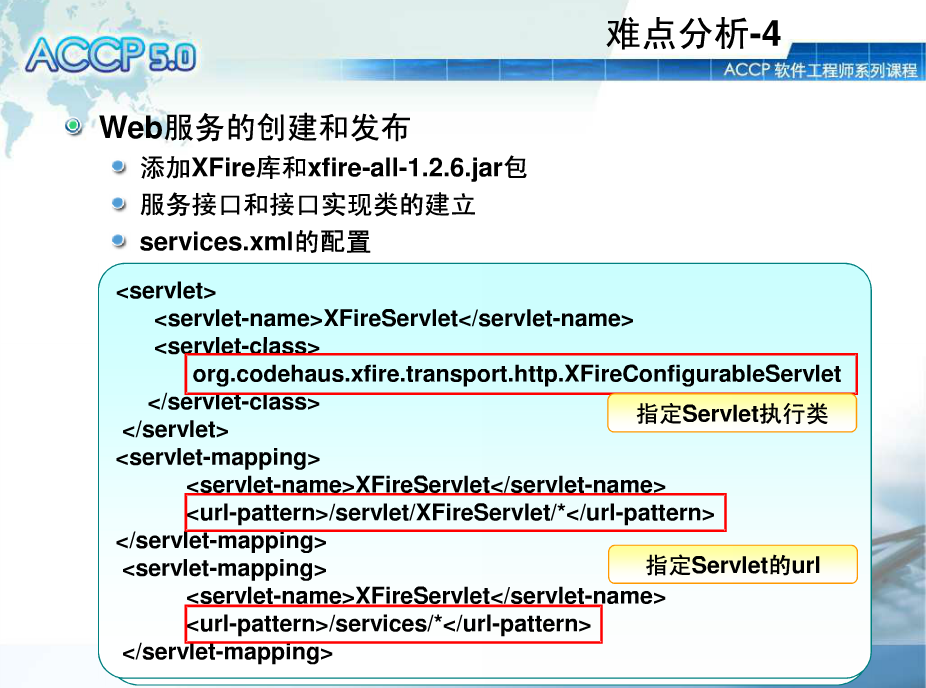 难点分析-4
ACCP 5.0
ACCP 软件工程师系列课程
Web服务的创建和发布
添加XFire库和xfire-all-1.2.6.jar包
服务接口和接口实现类的建立
services.xml的配置
<servlet>
<servlet-name>XFireServlet</servlet-name>
<servlet-class>
org.codehaus.xfire.transport.http.XFireConfigurableServlet
</servlet-class>
指定Servlet执行类
</servlet>
<servlet-mapping>
<servlet-name>XFireServlet</servlet-name>
<url-pattern>/servlet/XFireServlet/*</url-pattern>
</servlet-mapping>
<servlet-mapping>
指定Servlet的url
<servlet-name>XFireServlet</servlet-name>
<url-pattern>/services/*</url-pattern>
</servlet-mapping>